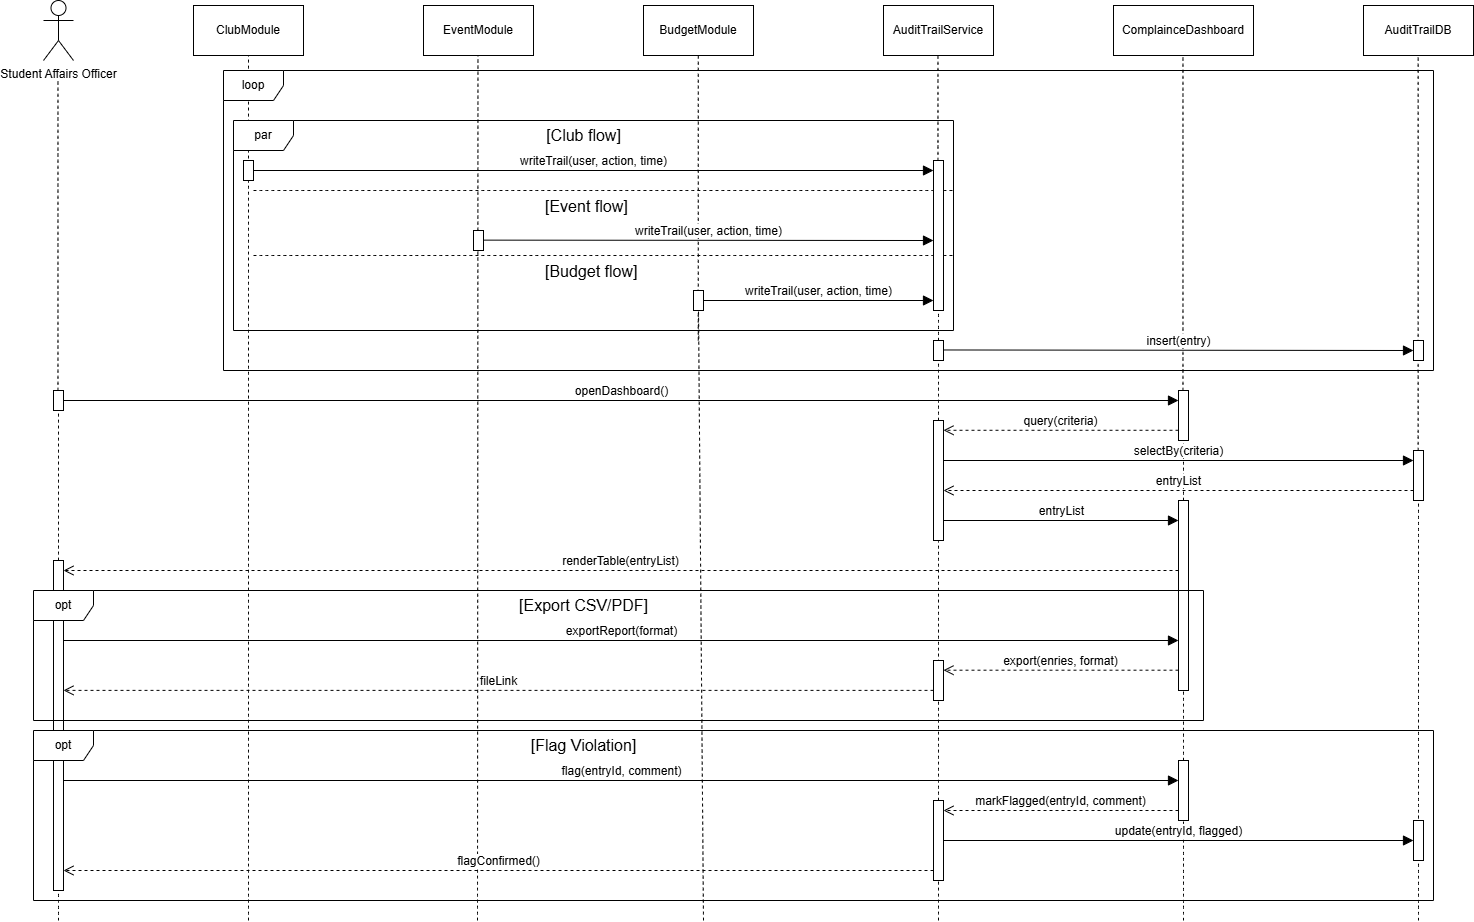 ClubModule
EventModule
BudgetModule
AuditTrailService
ComplainceDashboard
AuditTrailDB
Student Affairs Officer
loop
par
[Club flow]
writeTrail(user, action, time)
[Event flow]
writeTrail(user, action, time)
[Budget flow]
writeTrail(user, action, time)
insert(entry)
openDashboard()
query(criteria)
selectBy(criteria)
entryList
entryList
renderTable(entryList)
opt
[Export CSV/PDF]
exportReport(format)
export(enries, format)
fileLink
opt
[Flag Violation]
flag(entryId, comment)
markFlagged(entryId, comment)
update(entryId, flagged)
flagConfirmed()